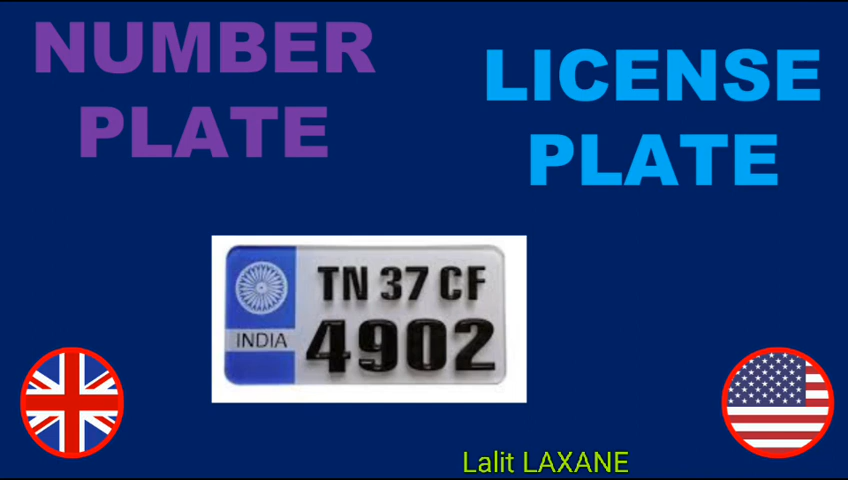 NUMBER
PLATE
LICENSE
PLATE
TN 37 CF
INDIA
4902
Lalit LAXANE